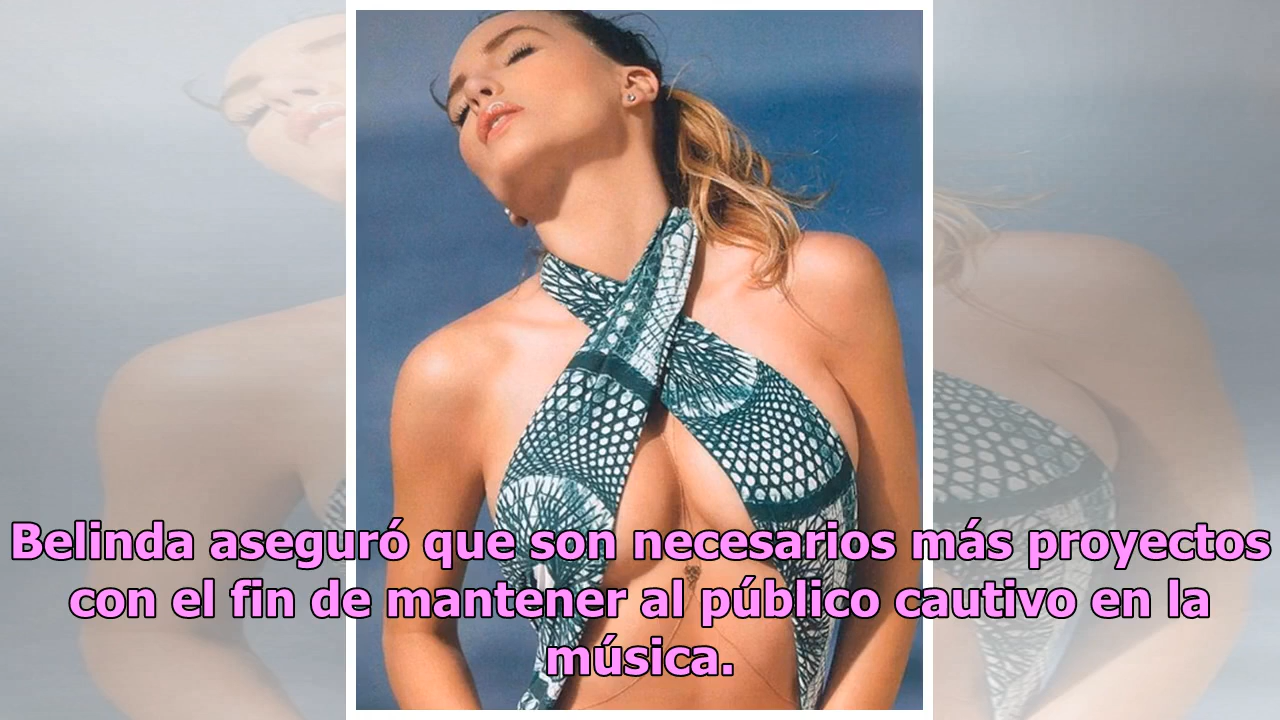 Belinda aseguró que son necesarios más proyectos
con el fin de mantener al público cautivo en la
música.